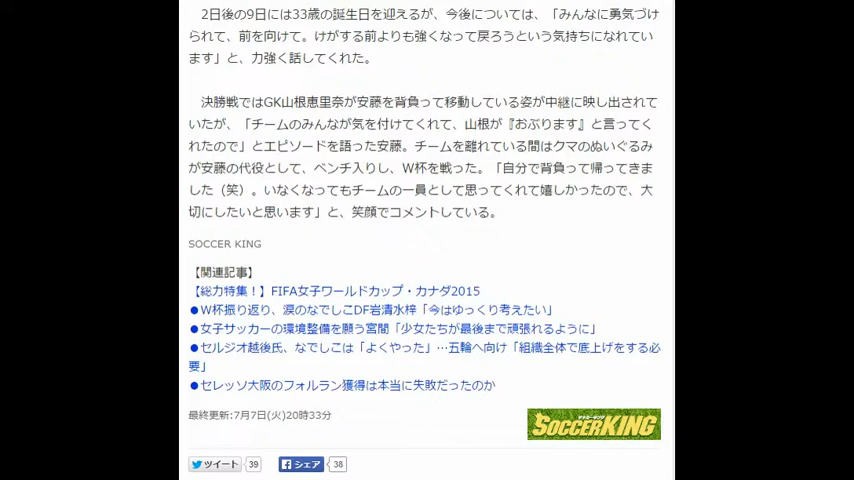 2日後の9日には33歳の誕生日を迎えるが、今後については、「みんなに勇気づけ
られて、前を向けて。けがする前よりも強くなって戻ろうという気持ちになれてい
ます」と、力強く話してくれた。
決勝戦ではGK山根恵里奈が安藤を背負って移動している姿が中継に映し出されて
いたが、「チームのみんなが気を付けてくれて、山根が『おぶります』と言ってく
れたので」とエピソードを語った安藤。チームを離れている間はクマのぬいぐるみ
が安藤の代役として、ベンチ入りし、W杯を戦った。「自分で背負って帰ってきま
した（笑）。いなくなってもチームの一員として思ってくれて嬉しかったので、大
切にしたいと思います」と、笑顔でコメントしている。
SOCCER KING
【関連記事】
【総力特集！】FIFA女子ワールドカップ・カナダ2015
●W杯振り返り、涙のなでしこDF岩清水梓「今はゆっくり考えたい」
●女子サッカーの環境整備を願う宮間「少女たちが最後まで頑張れるように」
●セルジオ越後氏、なでしこは「よくやった」…五輪へ向け「組織全体で底上げをする必
要」
●セレッソ大阪のフォルラン獲得は本当に失敗だったのか
最終更新:7月7日(火)20時33分
SOCCERKING
ツイート 39 シェア 38